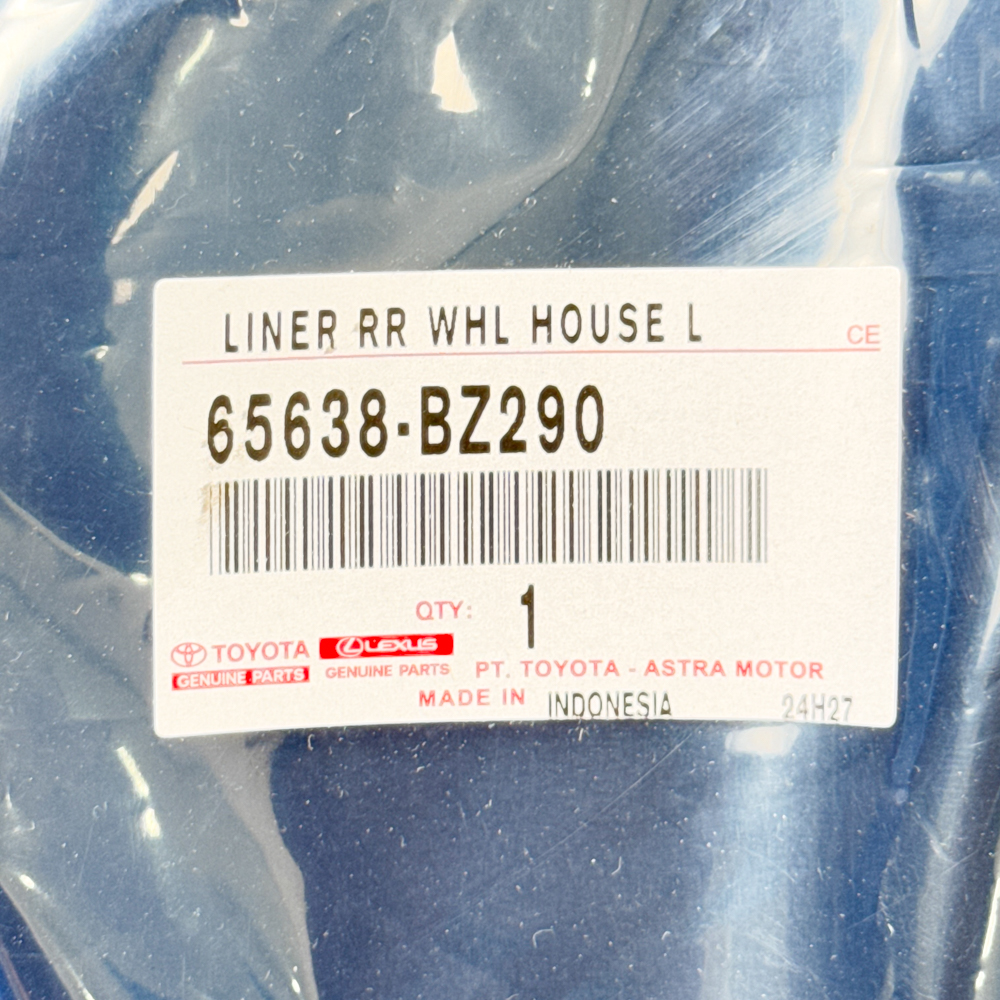 LINER RR WHL HOUSE L
CE
65638-BZ290
QTY: 1
TOYOTA
GENUINE PARTS
LEXUS
GENUINE PARTS
PT. TOYOTA - ASTRA MOTOR
MADE IN INDONESIA
24H27